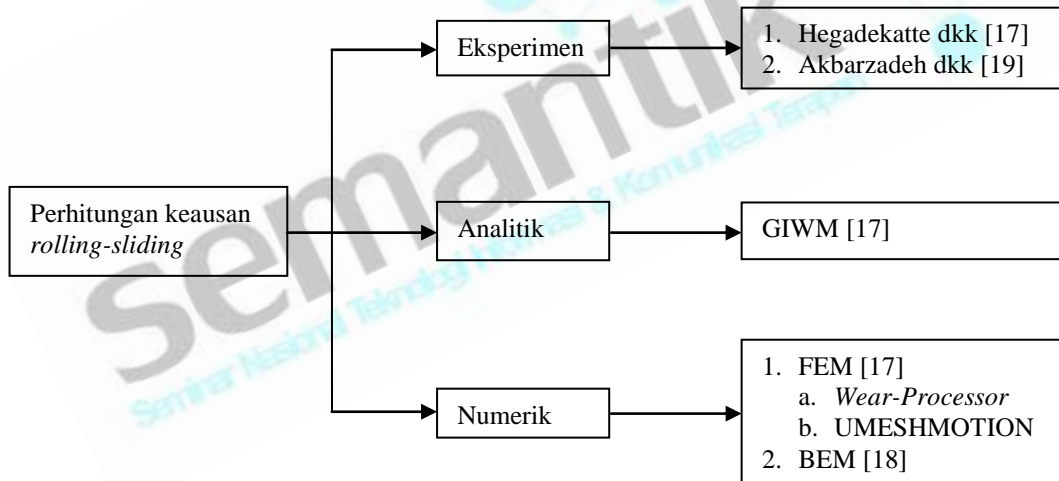 Eksperimen
1. Hegadekatte dkk [17]
2. Akbarzadeh dkk [19]
Perhitungan keausan
rolling-sliding
Analitik
GIWM [17]
Numerik
1. FEM [17]
a. Wear-Processor
b. UMESHMOTION
2. BEM [18]
semantik
Seminar Nasional Teknologi Informasi & Komunikasi Terapan